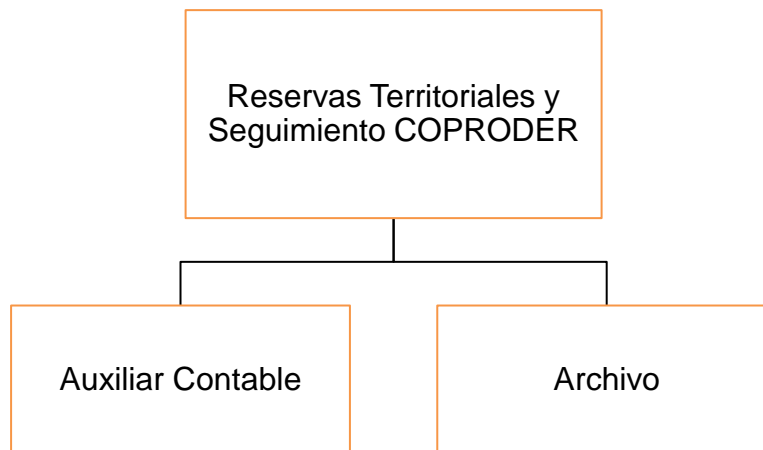 Reservas Territoriales y
Seguimiento COPRODER
Auxiliar Contable
Archivo